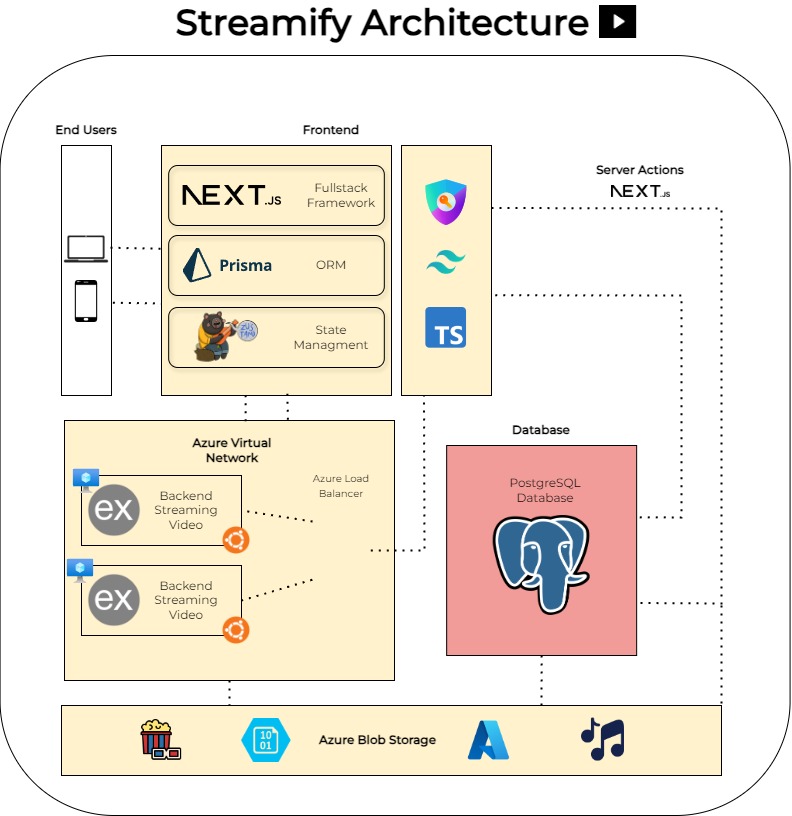 Streamify Architecture
End Users
Frontend
Server Actions
NEXT.JS
NEXT.JS
Fullstack
Framework
Prisma
ORM
ZUS
TAND
State
Managment
TS
Azure Virtual
Network
Azure Load
Balancer
ex
Backend
Streaming
Video
ex
Backend
Streaming
Video
Database
PostgreSQL
Database
10
01
Azure Blob Storage